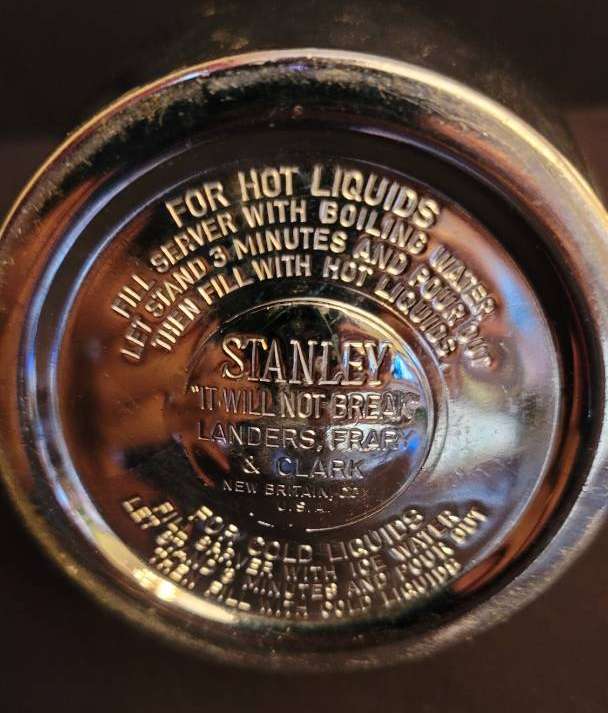 FOR HOT LIQUIDS
FILL SERVER WITH BOILING WATER
LET STAND 3 MINUTES AND POUR OUT
THEN FILL WITH HOT LIQUIDS.
STANLEY
"IT WILL NOT BREAK
LANDERS, FRARY
& CLARK
NEW BRITAIN,
U.S.A.
FOR COLD LIQUIDS
FILL SERVER WITH ICE WATER
LET STAND MINUTES AND POUR OUT
THEN FILL WITH COLD LIQUIDS